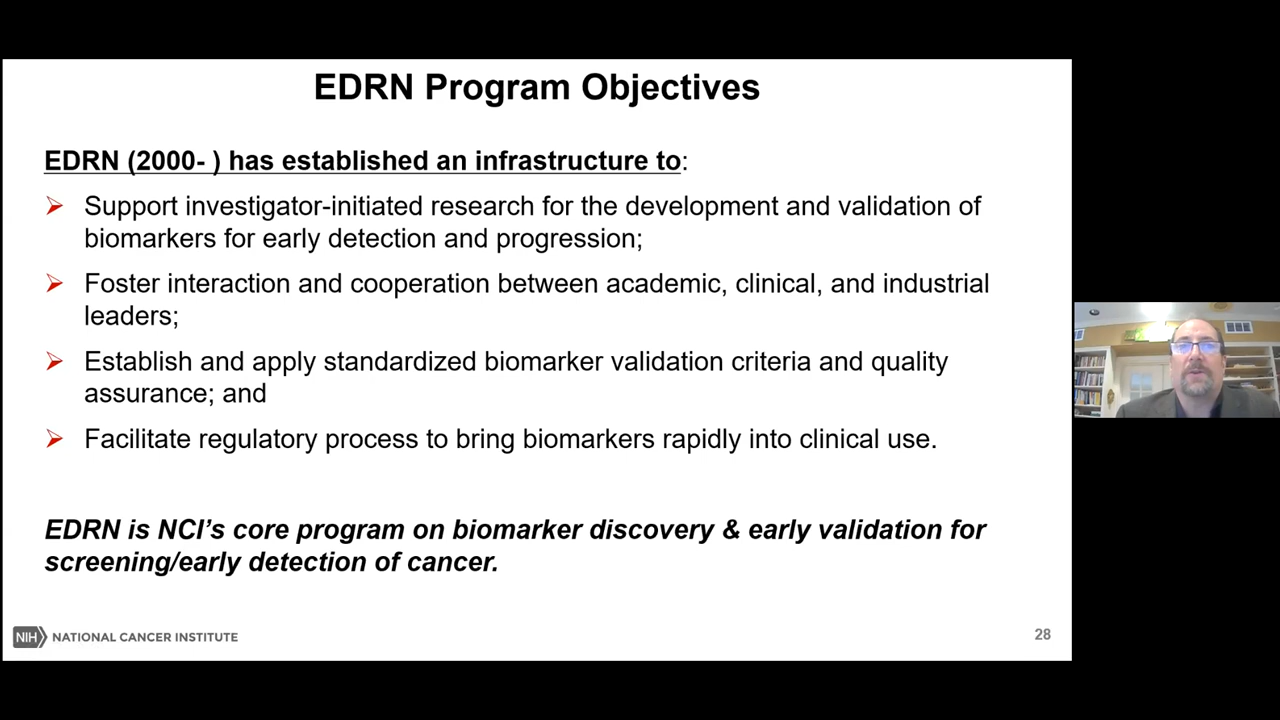 EDRN Program Objectives
EDRN (2000- ) has established an infrastructure to:
Support investigator-initiated research for the development and validation of
biomarkers for early detection and progression;
Foster interaction and cooperation between academic, clinical, and industrial
leaders;
Establish and apply standardized biomarker validation criteria and quality
assurance; and
Facilitate regulatory process to bring biomarkers rapidly into clinical use.
EDRN is NCI’s core program on biomarker discovery & early validation for
screening/early detection of cancer.
NIH NATIONAL CANCER INSTITUTE
28